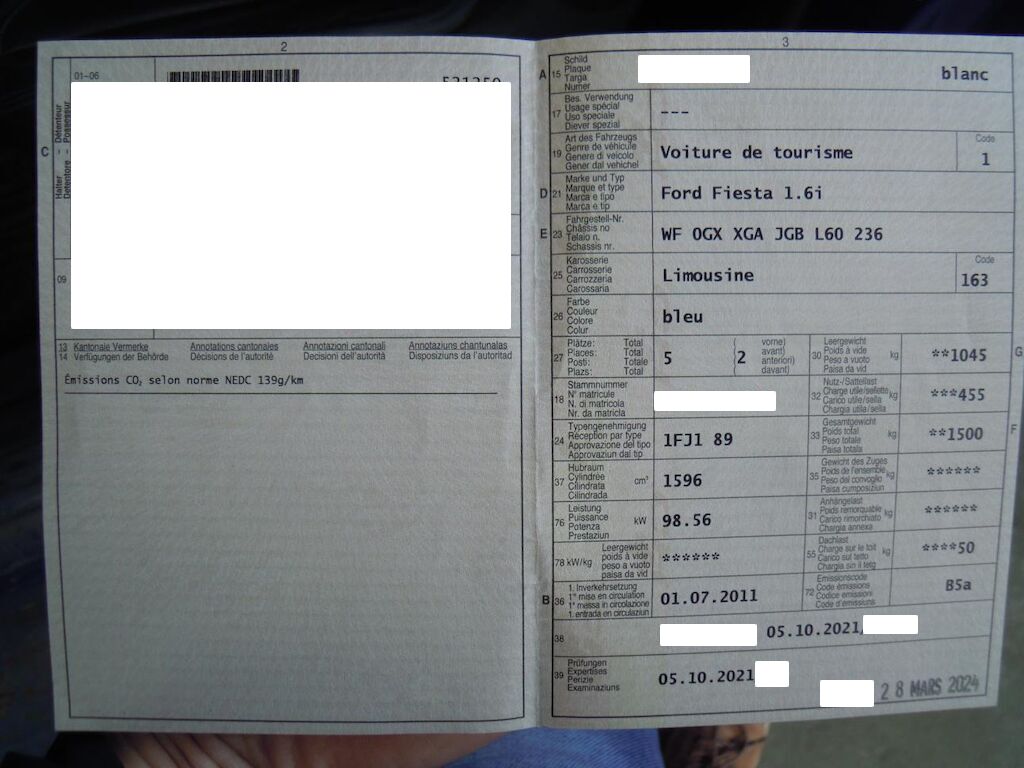 2
01-06
C
Halter - Détenteur
Detentore - Possessur
09
13 Kantonale Vermerke Annotations cantonales Annotazioni cantonali Annotaziuns chantunalas
14 Verfügungen der Behörde Décisions de l'autorité Decisioni dell'autorità Disposiziuns da l'autoritad
Émissions CO₂ selon norme NEDC 139g/km
3
A 15 Schild
Plaque
Targa
Numer
blanc
17 Bes. Verwendung
Usage spécial
Uso speciale
Diever spezial
---
19 Art des Fahrzeugs
Genre de véhicule
Genere di veicolo
Gener dal vehichel
Voiture de tourisme
Code
1
D 21 Marke und Typ
Marque et type
Marca e tipo
Marca e tip
Ford Fiesta 1.6i
E 23 Fahrgestell-Nr.
Châssis no
Telaio n.
Schassis nr.
WF 0GX XGA JGB L60 236
25 Karosserie
Carrosserie
Carrozzeria
Carossaria
Limousine
Code
163
26 Farbe
Couleur
Colore
Colur
bleu
27 Plätze: Total
Places: Total
Posti: Totale
Plazs: Total
5 ( 2 vorne)
avant)
anteriori)
davant)
30 Leergewicht
Poids à vide
Peso a vuoto
Paisa da vid
kg
**1045
G
18 Stammnummer
N° matricule
N. di matricola
Nr. da matricla
32 Nutz-/Sattellast
Charge utile/sellette
Carico utile/sella
Chargia utila/sella
kg
***455
24 Typengenehmigung
Réception par type
Approvazione del tipo
Approvaziun dal tip
1FJ1 89
33 Gesamtgewicht
Poids total
Peso totale
Paisa totala
kg
**1500
F
37 Hubraum
Cylindrée
Cilindrata
Cilindrada
cm³
1596
35 Gewicht des Zuges
Poids de l'ensemble
Peso del convoglio
Paisa cumposiziun
kg
******
76 Leistung
Puissance
Potenza
Prestaziun
kW
98.56
31 Anhängelast
Poids remorquable
Carico rimorchiato
Chargia annexa
kg
******
78 kW/kg Leergewicht
poids à vide
peso a vuoto
paisa da vid
******
55 Dachlast
Charge sur le toit
Carico sul tetto
Chargia sin il tetg
kg
****50
B 36 1. Inverkehrsetzung
1re mise en circulation
1a messa in circolazione
1. entrada en circulaziun
01.07.2011
72 Emissionscode
Code émissions
Codice emissioni
Code d'emissiuns
B5a
38
05.10.2021/
39 Prüfungen
Expertises
Perizie
Examinaziuns
05.10.2021
28 MARS 2024